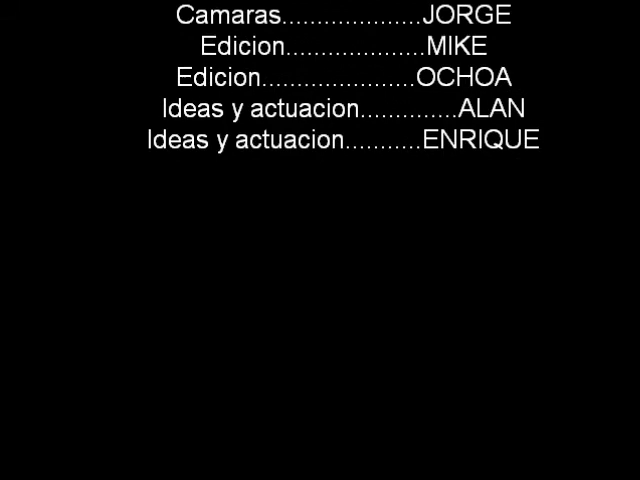 Camaras....................JORGE
Edicion....................MIKE
Edicion......................OCHOA
Ideas y actuacion..............ALAN
Ideas y actuacion...........ENRIQUE